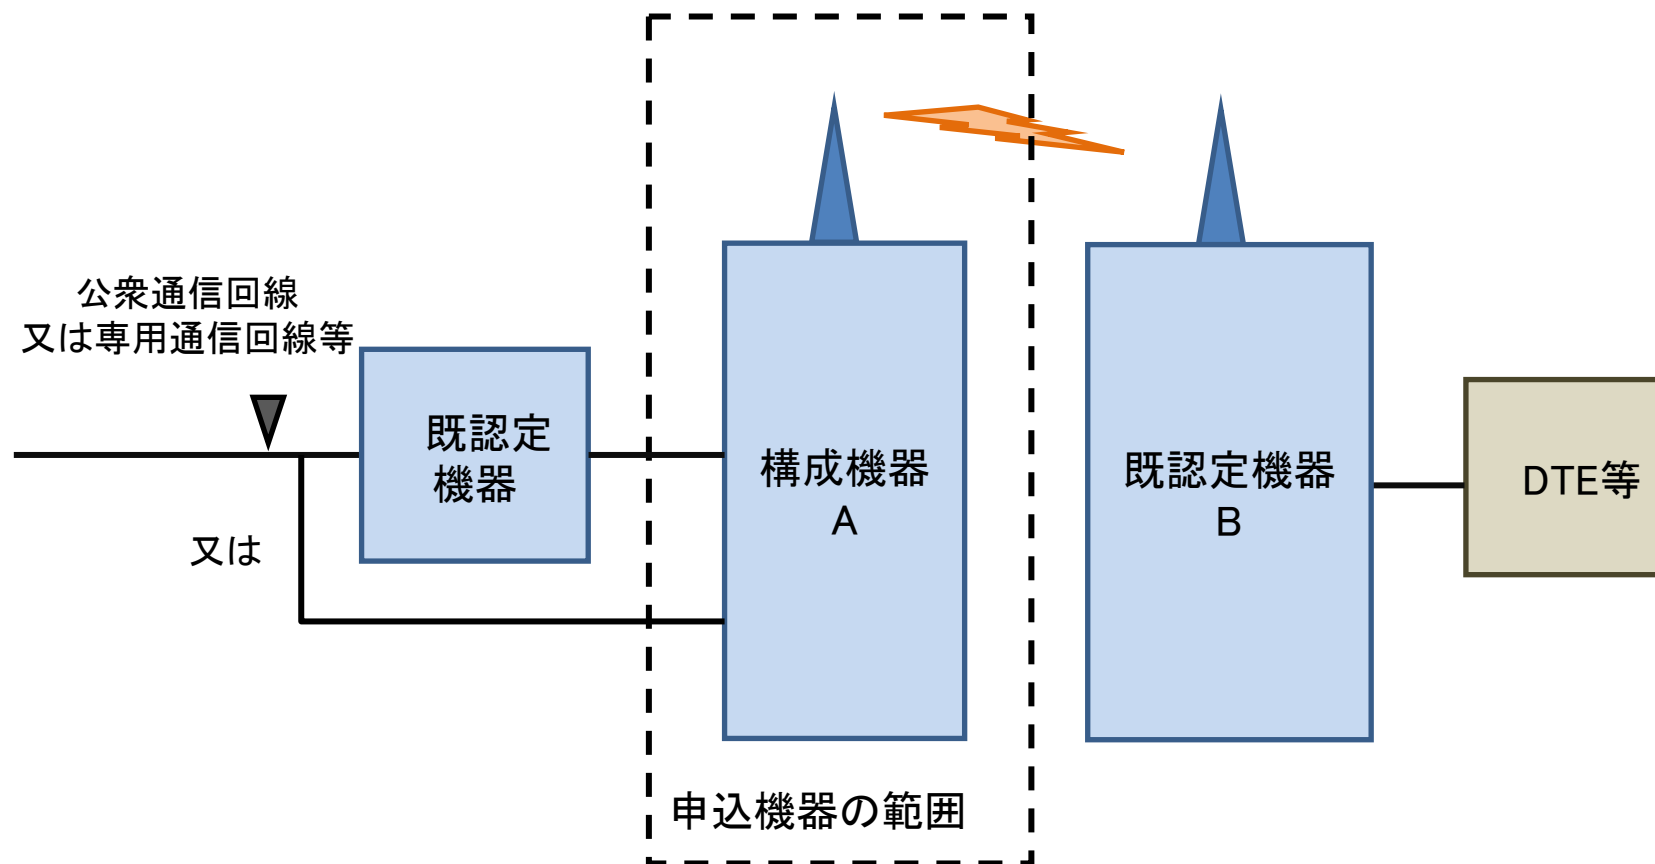 公衆通信回線
又は専用通信回線等
既認定
機器
又は
構成機器
A
既認定機器
B
DTE等
申込機器の範囲